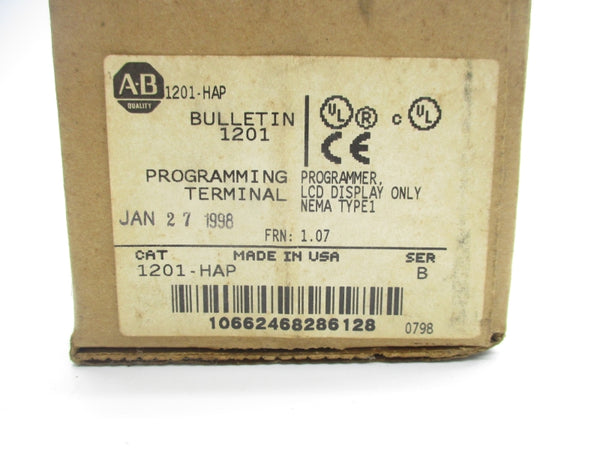 A-B
QUALITY
1201-HAP
BULLETIN
1201
UL R c UL
CE
PROGRAMMING
TERMINAL
PROGRAMMER,
LCD DISPLAY ONLY
NEMA TYPE1
JAN 27 1998
FRN: 1.07
CAT MADE IN USA SER
1201-HAP B
10662468286128
0798